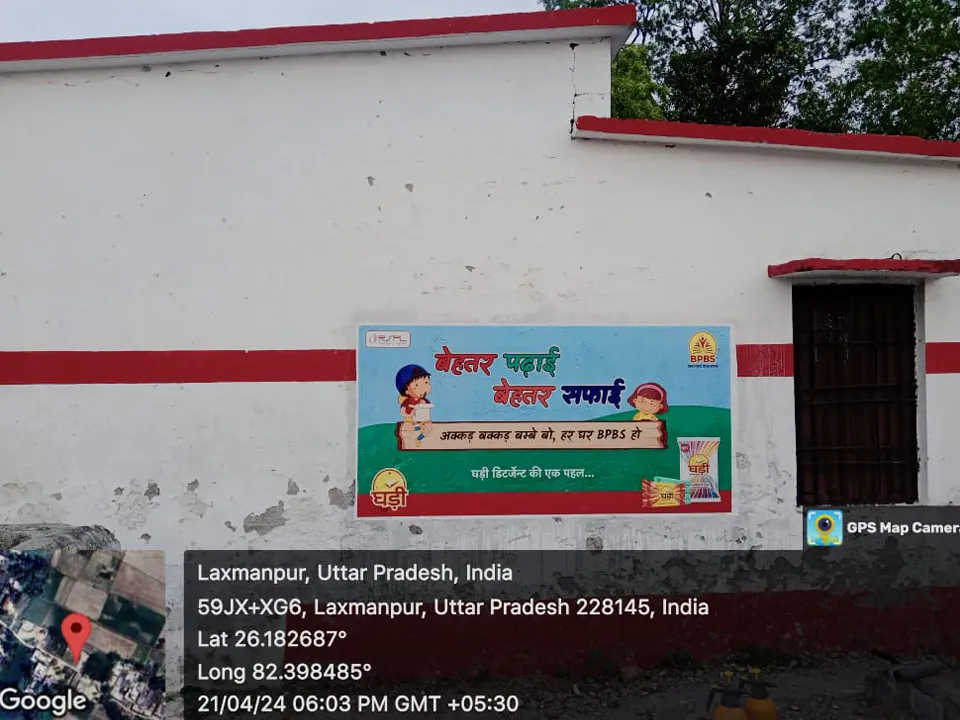 RSPL
BPBS
बेहतर पढ़ाई
बेहतर सफाई
अक्कड़ बक्कड़ बम्बे बो, हर घर BPBS हो
घड़ी डिटर्जेन्ट की एक पहल...
घड़ी
घड़ी
घड़ी
GPS Map Camera
Laxmanpur, Uttar Pradesh, India
59JX+XG6, Laxmanpur, Uttar Pradesh 228145, India
Lat 26.182687°
Long 82.398485°
21/04/24 06:03 PM GMT +05:30
Google